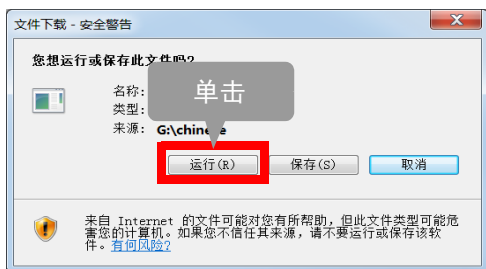 文件下载 - 安全警告
您想运行或保存此文件吗?
名称:
单击
类型:
来源: G:\chinese
运行(R)
保存(S)
取消
来自 Internet 的文件可能对您有所帮助，但此文件类型可能危
害您的计算机。如果您不信任其来源，请不要运行或保存该软
件。有何风险?